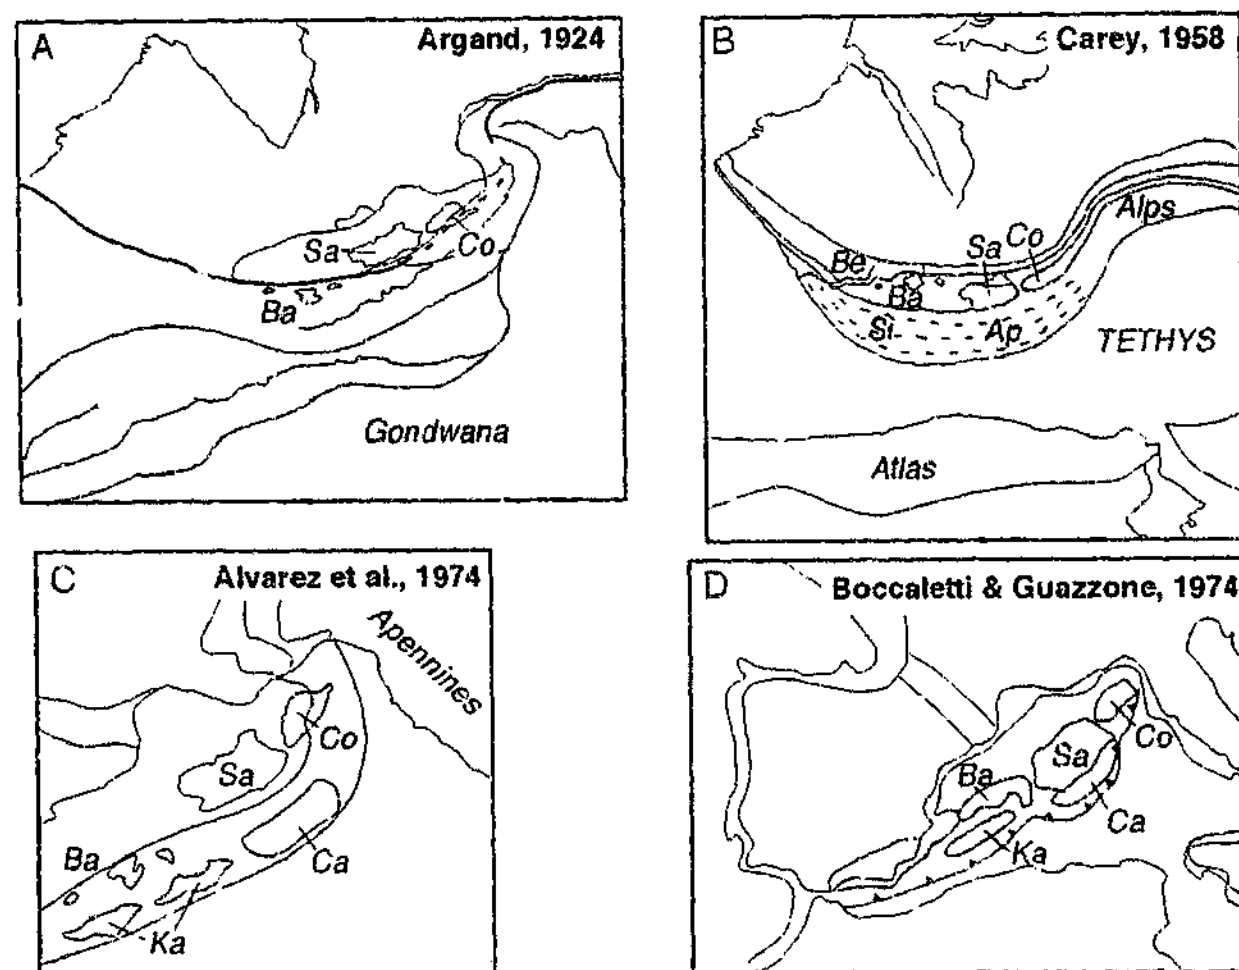 A
Argand, 1924
Sa
Co
Ba
Gondwana
B
Carey, 1958
Alps
Be
Sa
Co
Ba
Si
Ap
TETHYS
Atlas
C
Alvarez et al., 1974
Apennines
Co
Sa
Ca
Ba
Ka
D
Boccaletti & Guazzone, 1974
Co
Sa
Ba
Ca
Ka